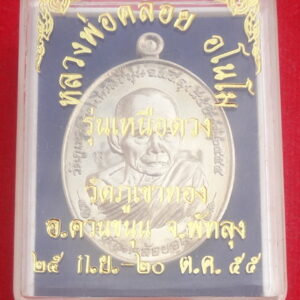 หลวงพ่อคล้อย อโนโม
รุ่นเหนือดวง
วัดภูเขาทอง
อ.ควนขนุน จ.พัทลุง
๒๕ ก.ย.-๒๐ ต.ค. ๕๕